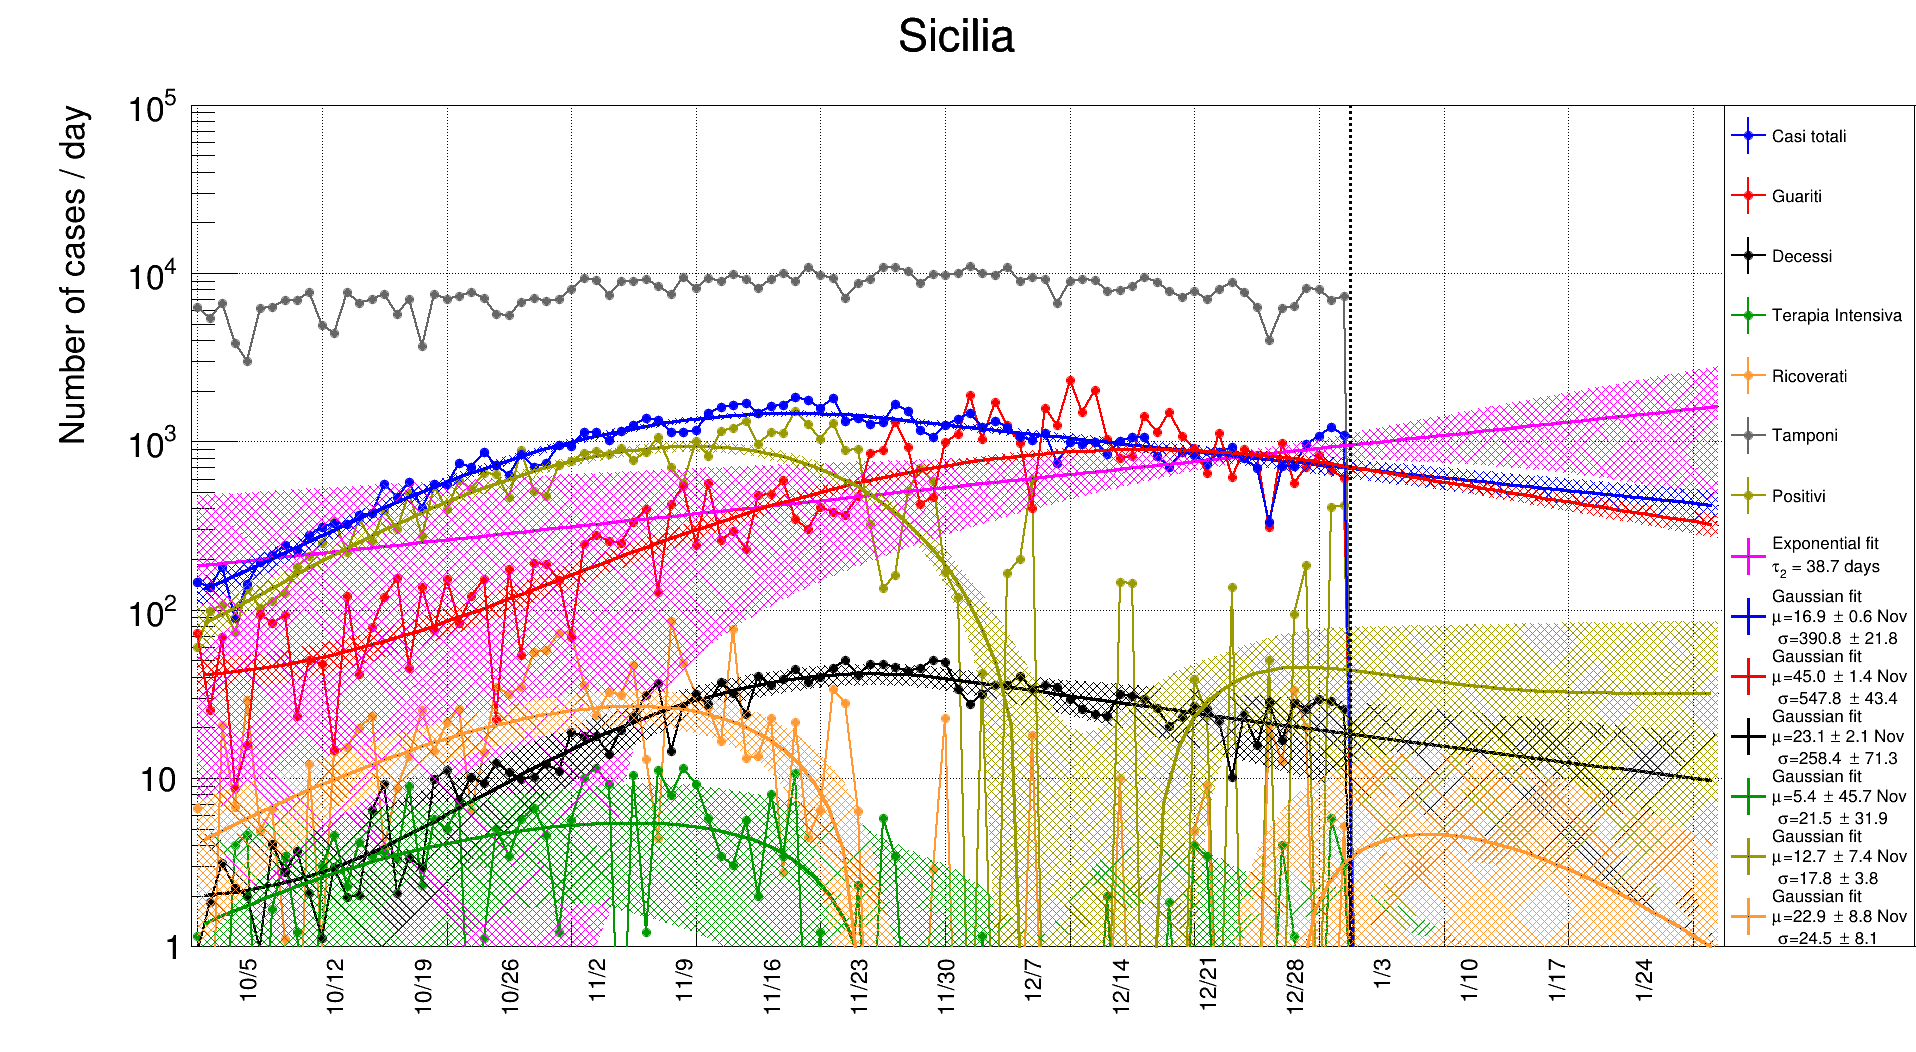 Sicilia
Number of cases / day
10^5
10^4
10^3
10^2
10
1
10/5
10/12
10/19
10/26
11/2
11/9
11/16
11/23
11/30
12/7
12/14
12/21
12/28
1/3
1/10
1/17
1/24
Casi totali
Guariti
Decessi
Terapia Intensiva
Ricoverati
Tamponi
Positivi
Exponential fit
τ₂ = 38.7 days
Gaussian fit
μ=16.9 ± 0.6 Nov
σ=390.8 ± 21.8
Gaussian fit
μ=45.0 ± 1.4 Nov
σ=547.8 ± 43.4
Gaussian fit
μ=23.1 ± 2.1 Nov
σ=258.4 ± 71.3
Gaussian fit
μ=5.4 ± 45.7 Nov
σ=21.5 ± 31.9
Gaussian fit
μ=12.7 ± 7.4 Nov
σ=17.8 ± 3.8
Gaussian fit
μ=22.9 ± 8.8 Nov
σ=24.5 ± 8.1